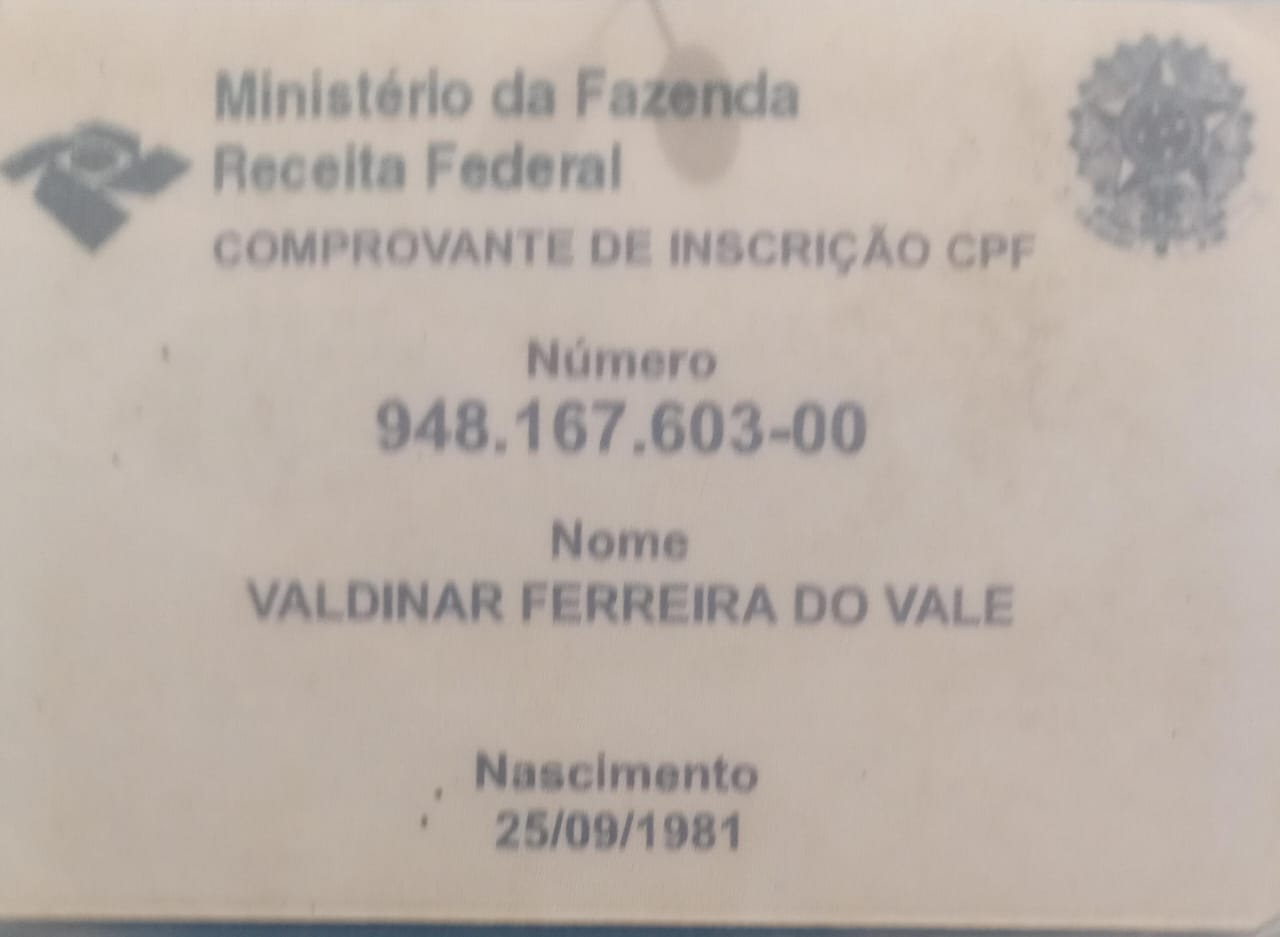 Ministério da Fazenda
Receita Federal
COMPROVANTE DE INSCRIÇÃO CPF
Número
948.167.603-00
Nome
VALDINAR FERREIRA DO VALE
Nascimento
25/09/1981